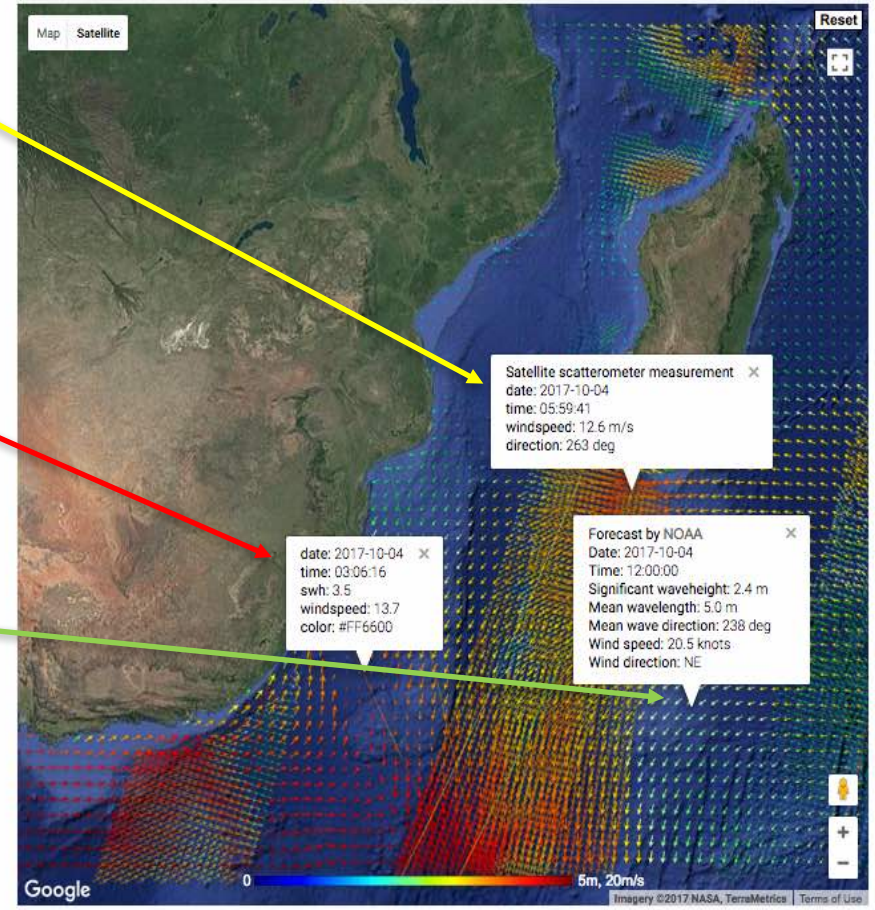 Map Satellite
Reset
Satellite scatterometer measurement
date: 2017-10-04
time: 05:59:41
windspeed: 12.6 m/s
direction: 263 deg
Forecast by NOAA
Date: 2017-10-04
Time: 12:00:00
Significant waveheight: 2.4 m
Mean wavelength: 5.0 m
Mean wave direction: 238 deg
Wind speed: 20.5 knots
Wind direction: NE
date: 2017-10-04
time: 03:06:16
swh: 3.5
windspeed: 13.7
color: #FF6600
0 5m, 20m/s
Google
Imagery ©2017 NASA, TerraMetrics Terms of Use